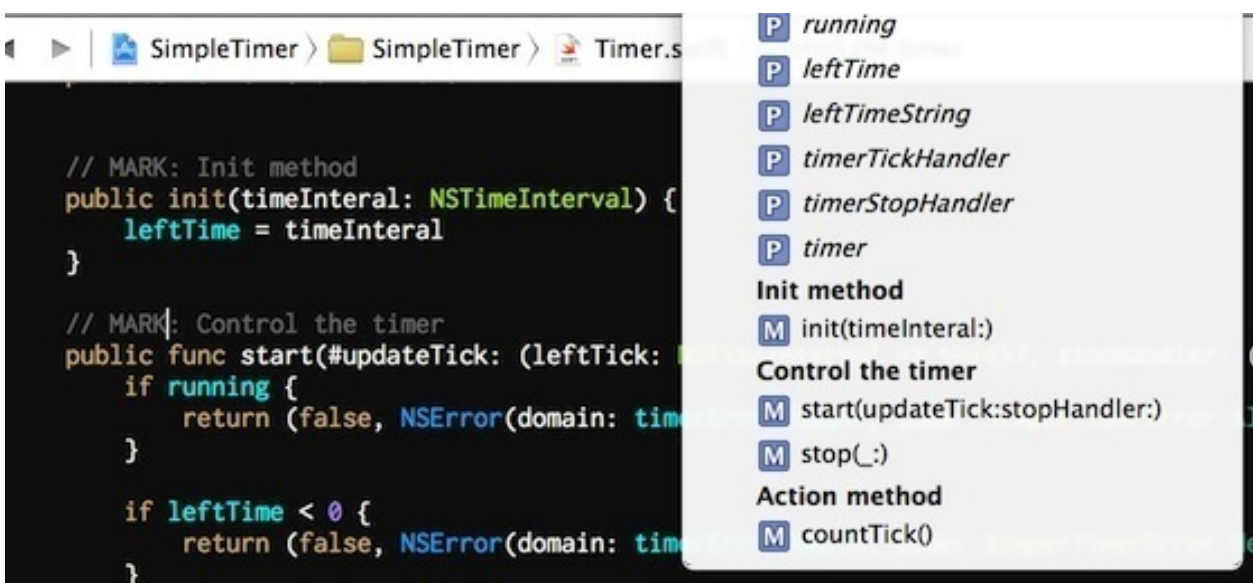 SimpleTimer 〉 SimpleTimer 〉 Timer.s
// MARK: Init method
public init(timeInteral: NSTimeInterval) {
leftTime = timeInteral
}
// MARK: Control the timer
public func start(#updateTick: (leftTick:
if running {
return (false, NSError(domain: tim
}
if leftTime < 0 {
return (false, NSError(domain: tim
}
P running
P leftTime
P leftTimeString
P timerTickHandler
P timerStopHandler
P timer
Init method
M init(timeInteral:)
Control the timer
M start(updateTick:stopHandler:)
M stop(_:)
Action method
M countTick()